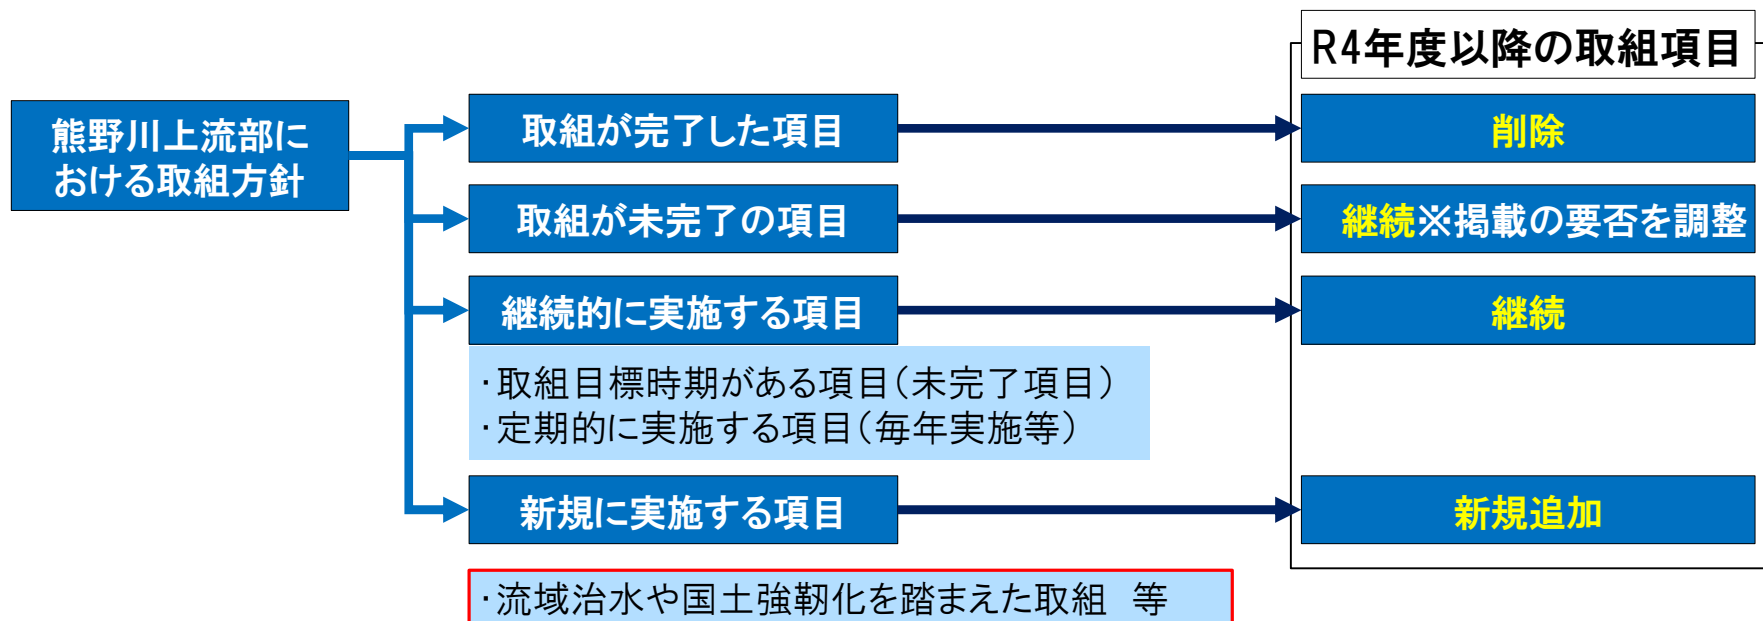 R4年度以降の取組項目
熊野川上流部に
おける取組方針
取組が完了した項目
削除
取組が未完了の項目
継続※掲載の要否を調整
継続的に実施する項目
継続
・取組目標時期がある項目(未完了項目)
・定期的に実施する項目(毎年実施等)
新規に実施する項目
新規追加
・流域治水や国土強靭化を踏まえた取組　等